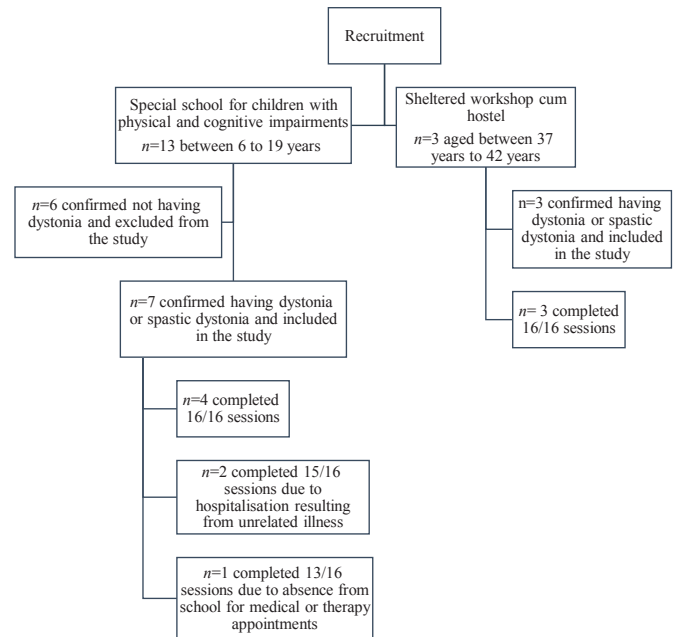 Recruitment
Special school for children with
physical and cognitive impairments
n=13 between 6 to 19 years
Sheltered workshop cum
hostel
n=3 aged between 37
years to 42 years
n=6 confirmed not having
dystonia and excluded from
the study
n=3 confirmed having
dystonia or spastic dystonia
and included in the study
n=7 confirmed having dystonia
or spastic dystonia and included
in the study
n= 3 completed
16/16 sessions
n=4 completed
16/16 sessions
n=2 completed 15/16
sessions due to
hospitalisation resulting
from unrelated illness
n=1 completed 13/16
sessions due to absence from
school for medical or therapy
appointments